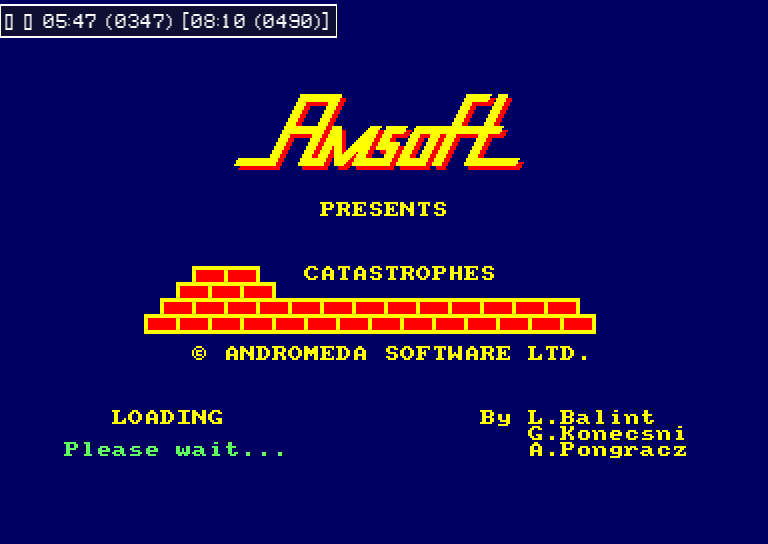 05:47 (0347) [08:10 (0490)]
Amsoft
PRESENTS
CATASTROPHES
© ANDROMEDA SOFTWARE LTD.
LOADING
Please wait...
By L.Balint
G.Konecsni
A.Pongracz